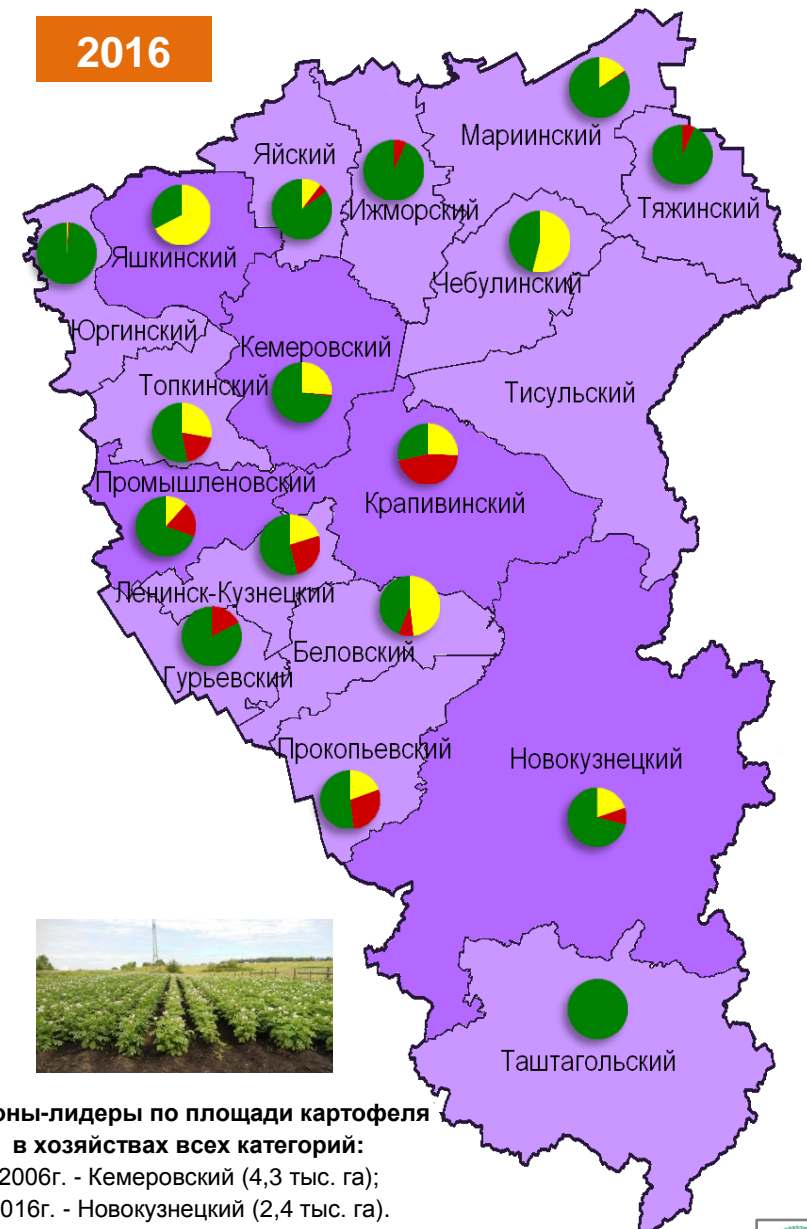 2016
Мариинский
Яйский
Тяжинский
Ижморский
Яшкинский
Чебулинский
Юргинский
Кемеровский
Топкинский
Тисульский
Промышленовский
Крапивинский
Ленинск-Кузнецкий
Беловский
Гурьевский
Прокопьевский
Новокузнецкий
Таштагольский
оны-лидеры по площади картофеля
в хозяйствах всех категорий:
2006г. - Кемеровский (4,3 тыс. га);
016г. - Новокузнецкий (2,4 тыс. га).